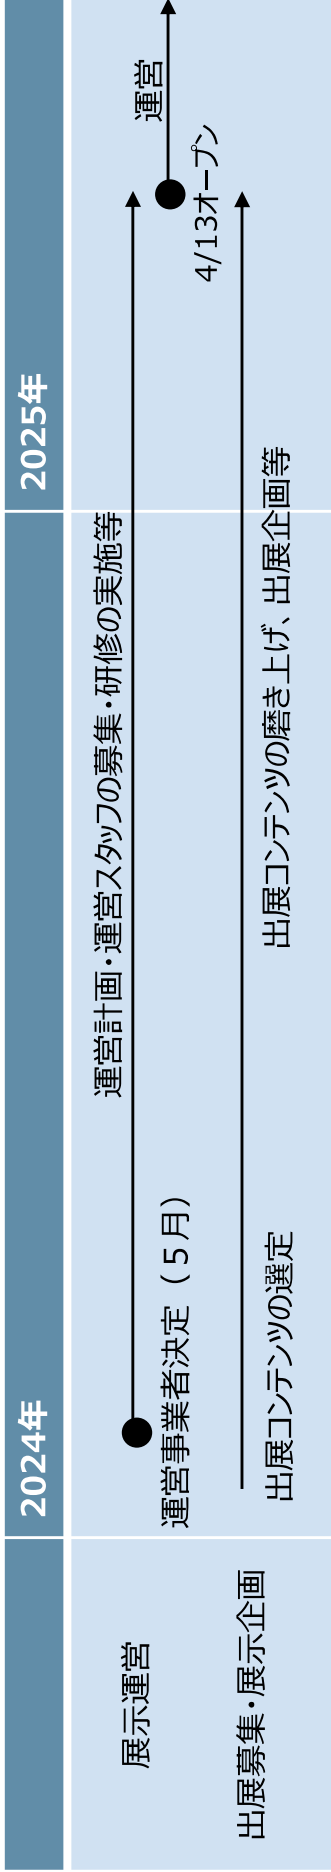 2024年
2025年
展示運営
運営計画・運営スタッフの募集・研修の実施等
運営
運営事業者決定（５月）
4/13オープン
出展募集・展示企画
出展コンテンツの選定
出展コンテンツの磨き上げ、出展企画等